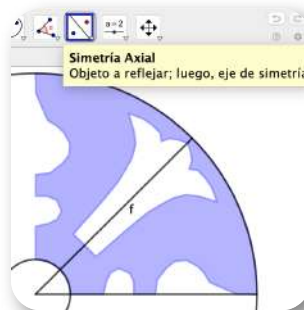 a=2
Simetría Axial
Objeto a reflejar; luego, eje de simetría
f